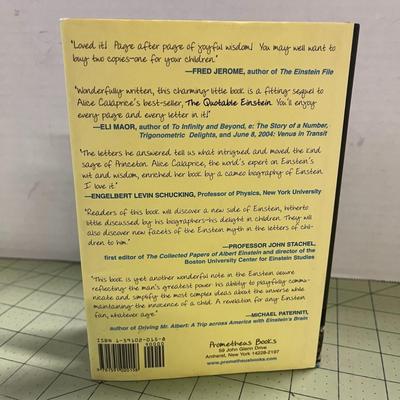 "Loved it! Page after page of joyful wisdom! You may well want
to buy two copies—one for your children."
—FRED JEROME, author of The Einstein File
"Wonderfully written, this charming little book is a fitting sequel to
Alice Calaprice's best-seller, The Quotable Einstein. You'll enjoy
every page and every letter in it!"
—ELI MAOR, author of To Infinity and Beyond, e: The Story of a Number,
Trigonometric Delights, and June 8, 2004: Venus in Transit
"The letters he answered tell us what intrigued and moved the kind
sage of Princeton. Alice Calaprice, the world's expert on Einstein's
wit and wisdom, enriched her book by a cameo biography of Einstein.
I love it."
—ENGELBERT LEVIN SCHUCKING, Professor of Physics, New York University
"Readers of this book will discover a new side of Einstein, hitherto
little discussed by his biographers—his delight in children. They will
also discover new facets of the Einstein myth in the letters of chil-
dren to him."
—PROFESSOR JOHN STACHEL,
first editor of The Collected Papers of Albert Einstein and director of the
Boston University Center for Einstein Studies
"This book is yet another wonderful note in the Einstein oeuvre
reflecting the man's greatest power: his ability to playfully commu-
nicate and simplify the most complex ideas about the universe while
maintaining the innocence of a child. A revelation for any Einstein
fan, whatever age."
—MICHAEL PATERNITI,
author of Driving Mr. Albert: A Trip across America with Einstein's Brain
ISBN 1-59102-015-8
90000
Prometheus Books
59 John Glenn Drive
Amherst, New York 14228-2197
www.prometheusbooks.com